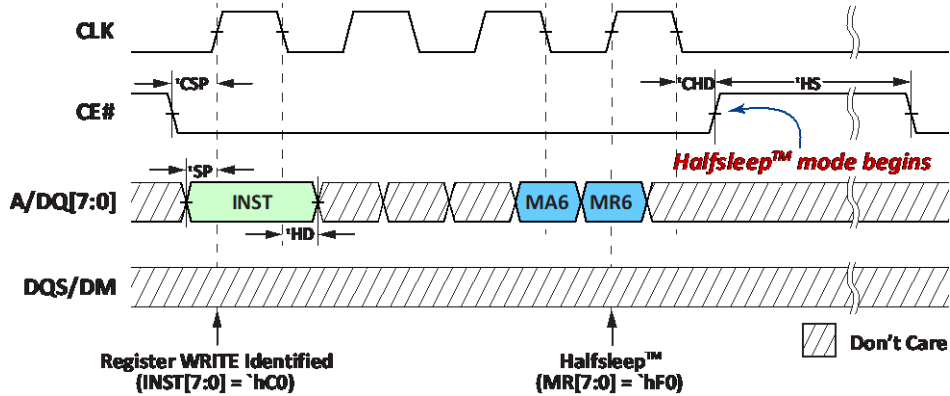 CLK
tCSP
tCHD
tHS
CE#
Halfsleep™ mode begins
tSP
A/DQ[7:0]
INST
MA6
MR6
tHD
DQS/DM
Don't Care
Register WRITE Identified
(INST[7:0] = `hC0)
Halfsleep™
(MR[7:0] = `hF0)